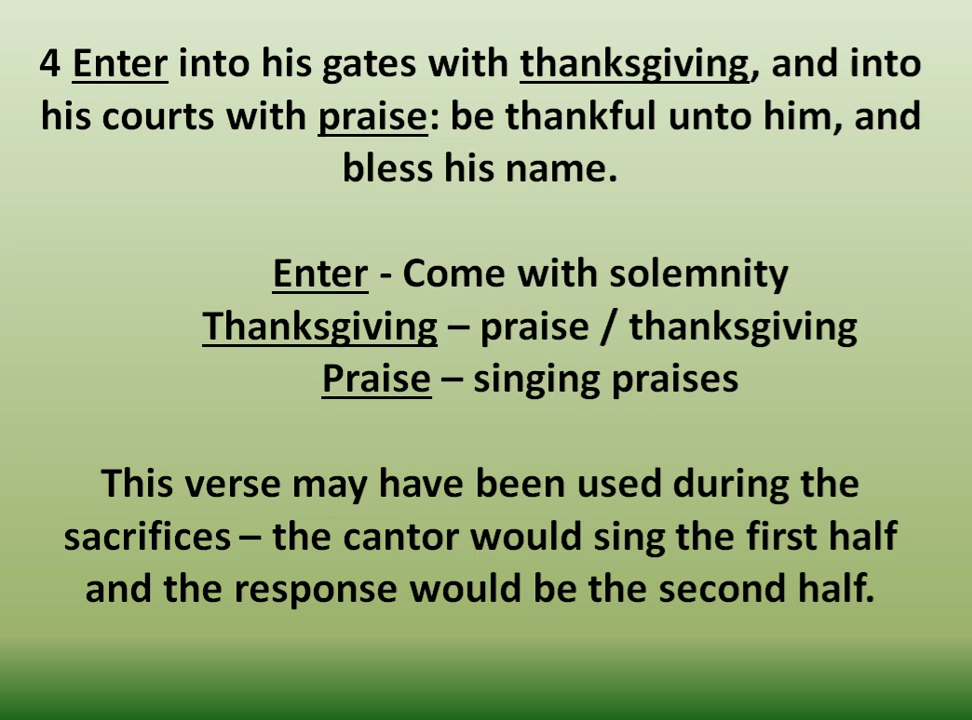 4 Enter into his gates with thanksgiving, and into
his courts with praise: be thankful unto him, and
bless his name.
Enter - Come with solemnity
Thanksgiving – praise / thanksgiving
Praise – singing praises
This verse may have been used during the
sacrifices – the cantor would sing the first half
and the response would be the second half.